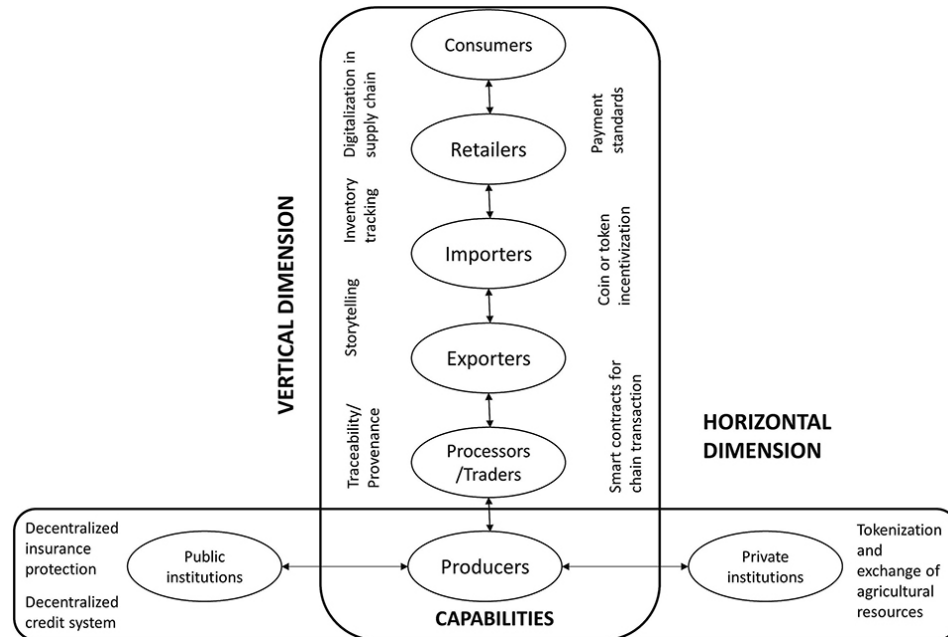 Consumers
Digitalization in
supply chain
Payment
standards
Retailers
Inventory
tracking
Importers
Coin or token
incentivization
VERTICAL DIMENSION
Storytelling
Exporters
Traceability/
Provenance
Processors
/Traders
Smart contracts for
chain transaction
HORIZONTAL
DIMENSION
Decentralized
insurance
protection
Decentralized
credit system
Public
institutions
Producers
CAPABILITIES
Private
institutions
Tokenization and
exchange of
agricultural
resources